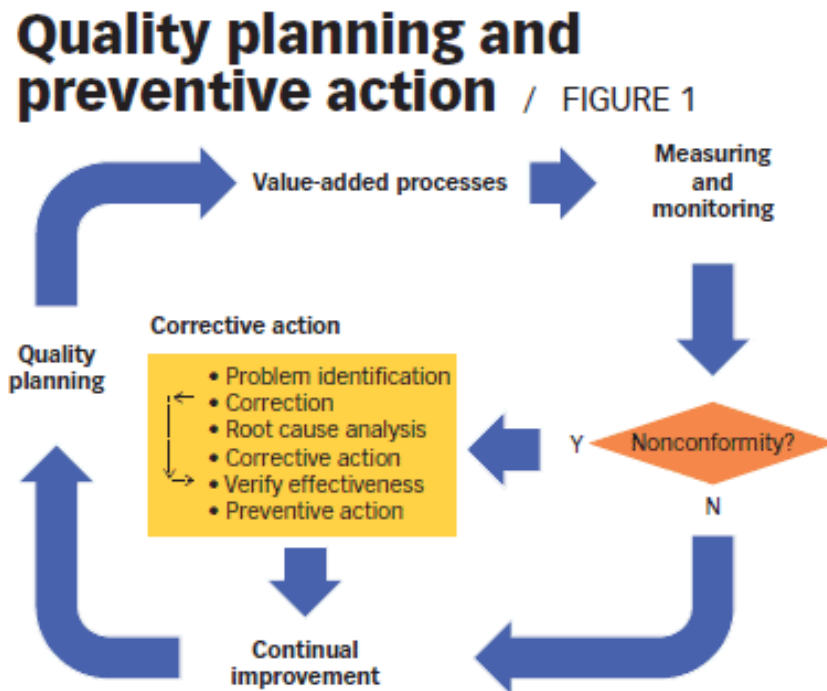 Quality planning and
preventive action / FIGURE 1
Value-added processes
Measuring
and
monitoring
Corrective action
Quality
planning
• Problem identification
• Correction
• Root cause analysis
• Corrective action
• Verify effectiveness
• Preventive action
Y
Nonconformity?
N
Continual
improvement